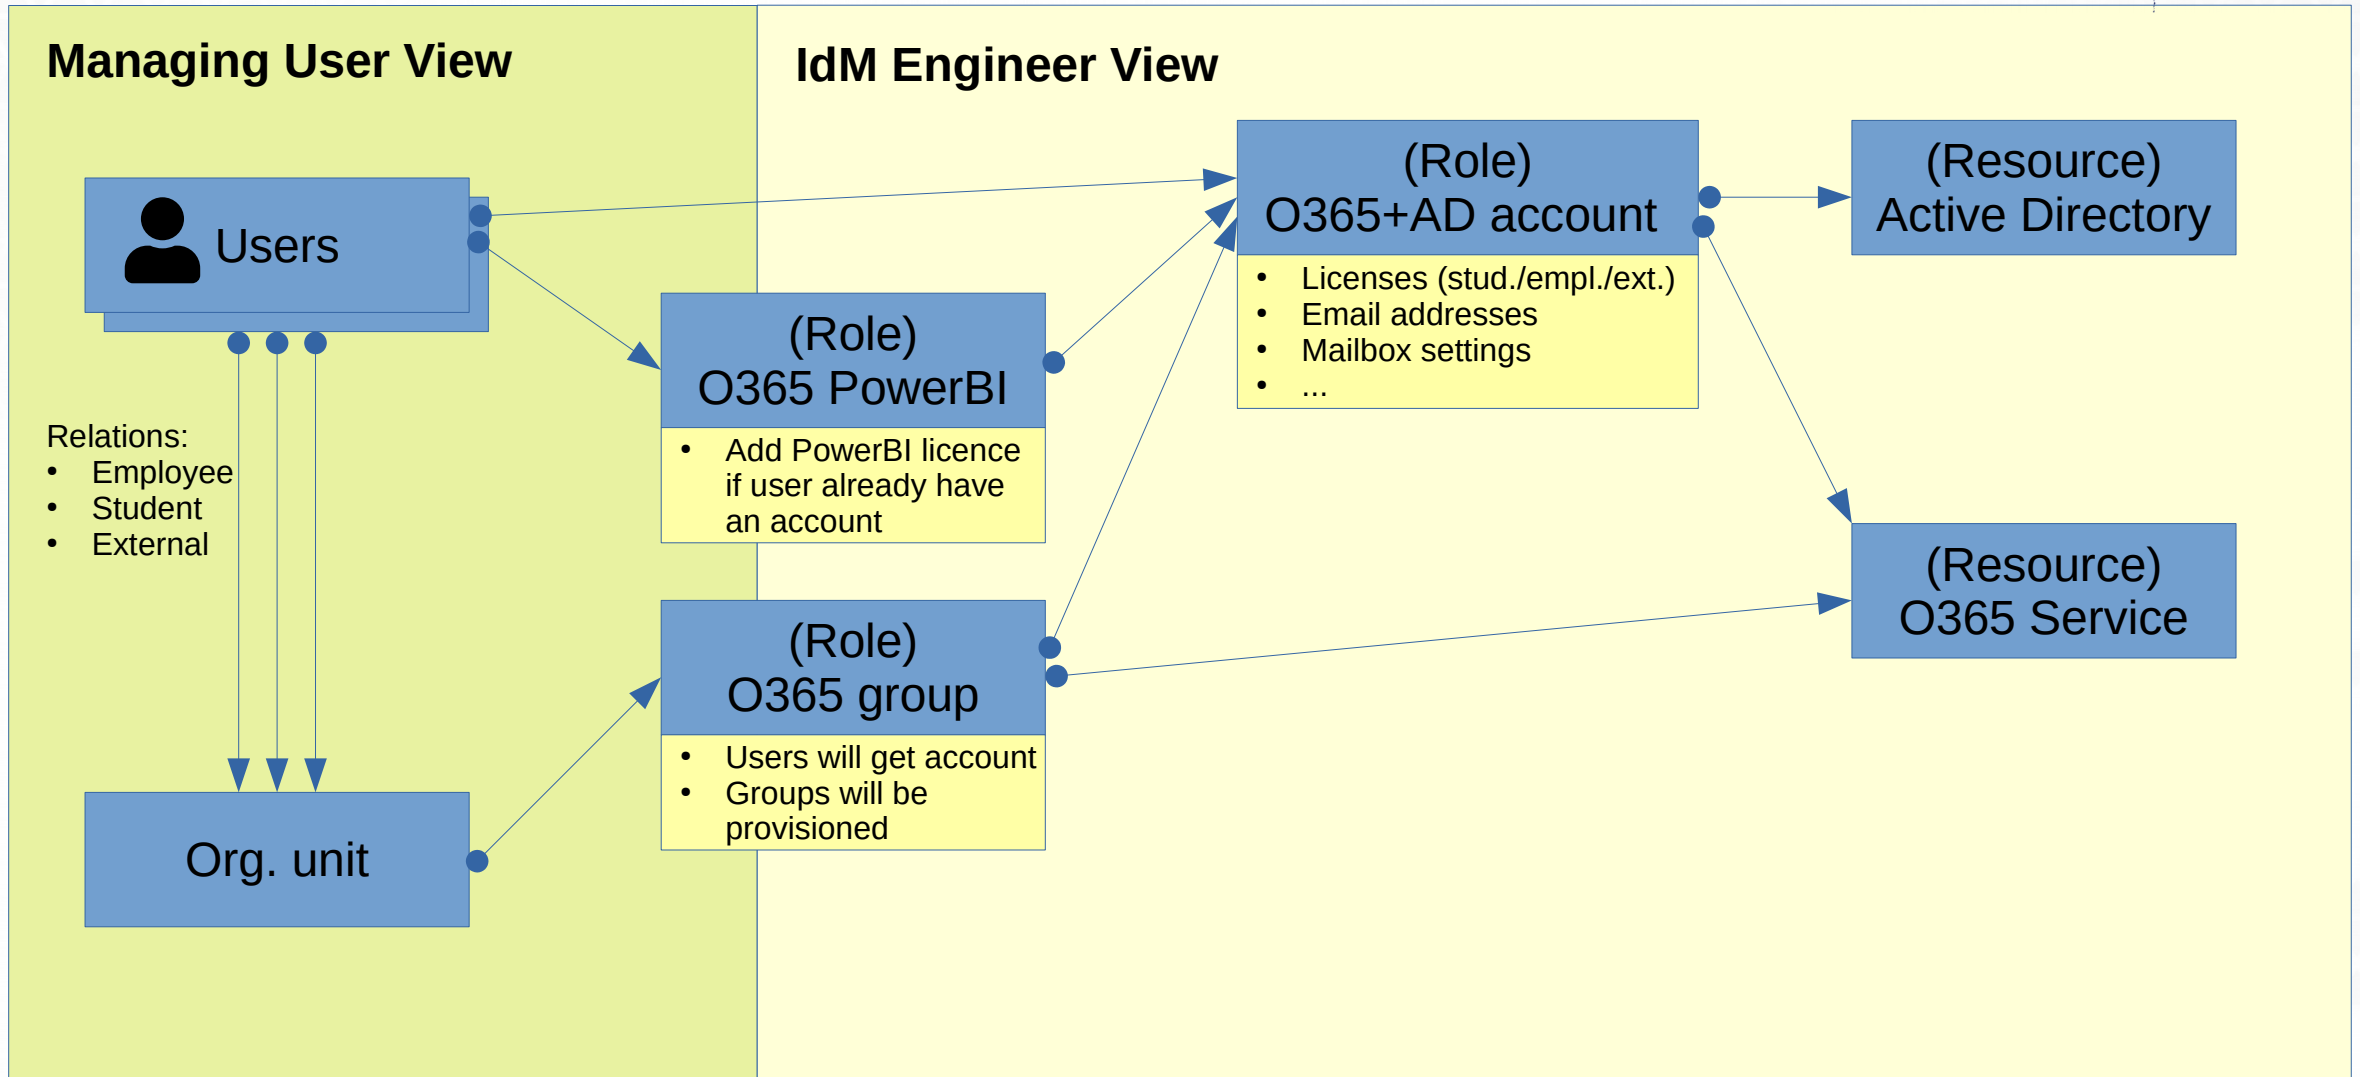 Managing User View
IdM Engineer View
Users
Relations:
• Employee
• Student
• External
Org. unit
(Role)
O365 PowerBI
• Add PowerBI licence
if user already have
an account
(Role)
O365 group
• Users will get account
• Groups will be
provisioned
(Role)
O365+AD account
• Licenses (stud./empl./ext.)
• Email addresses
• Mailbox settings
• ...
(Resource)
Active Directory
(Resource)
O365 Service